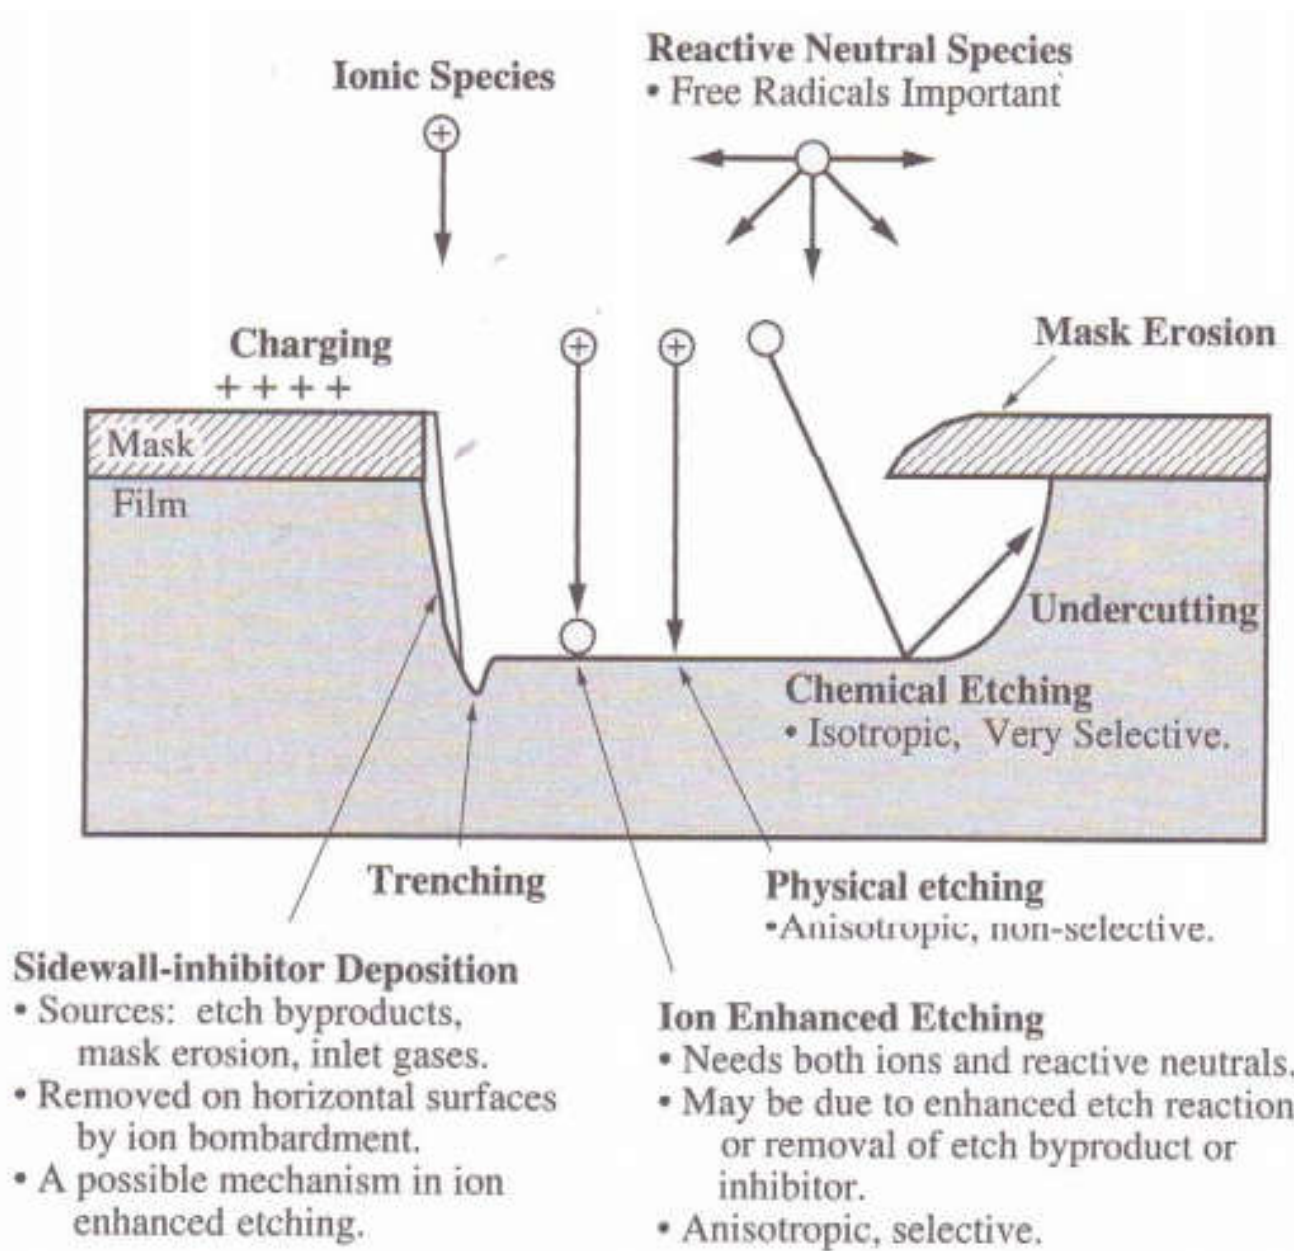 Ionic Species
Reactive Neutral Species
• Free Radicals Important
Charging
+ + + +
Mask Erosion
Mask
Film
Undercutting
Chemical Etching
• Isotropic, Very Selective.
Trenching
Physical etching
•Anisotropic, non-selective.
Sidewall-inhibitor Deposition
• Sources: etch byproducts,
mask erosion, inlet gases.
• Removed on horizontal surfaces
by ion bombardment.
• A possible mechanism in ion
enhanced etching.
Ion Enhanced Etching
• Needs both ions and reactive neutrals.
• May be due to enhanced etch reaction
or removal of etch byproduct or
inhibitor.
• Anisotropic, selective.